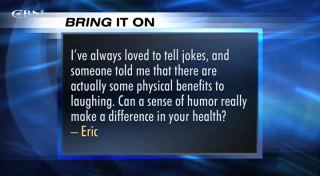 CBN
BRING IT ON
I've always loved to tell jokes, and
someone told me that there are
actually some physical benefits to
laughing. Can a sense of humor really
make a difference in your health?
– Eric